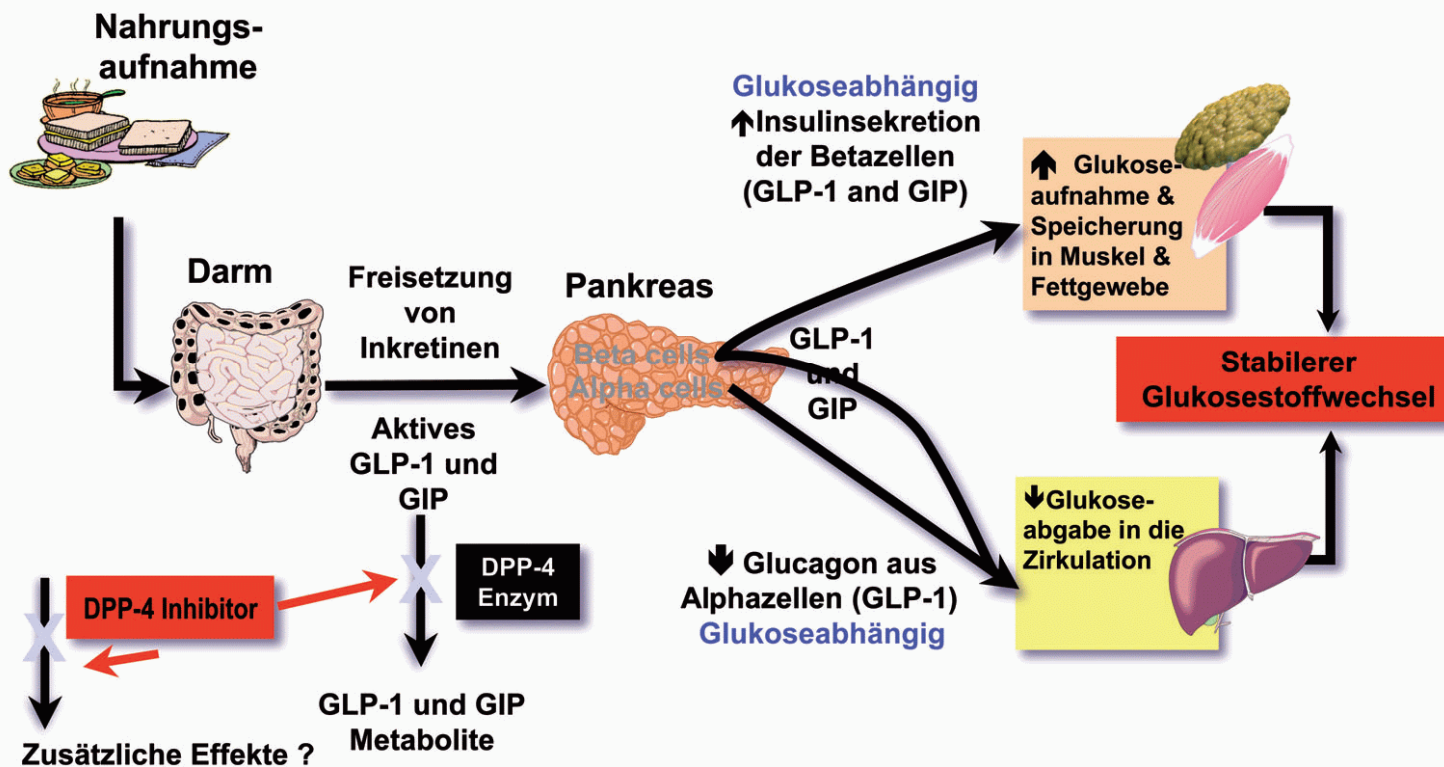 Nahrungs-
aufnahme
Darm
Freisetzung
von
Inkretinen
Aktives
GLP-1 und
GIP
DPP-4
Enzym
DPP-4 Inhibitor
GLP-1 und GIP
Metabolite
Zusätzliche Effekte ?
Pankreas
Beta cells
Alpha cells
GLP-1
und
GIP
Glukoseabhängig
↑Insulinsekretion
der Betazellen
(GLP-1 and GIP)
↓ Glucagon aus
Alphazellen (GLP-1)
Glukoseabhängig
↑ Glukose-
aufnahme &
Speicherung
in Muskel &
Fettgewebe
↓Glukose-
abgabe in die
Zirkulation
Stabilerer
Glukosestoffwechsel